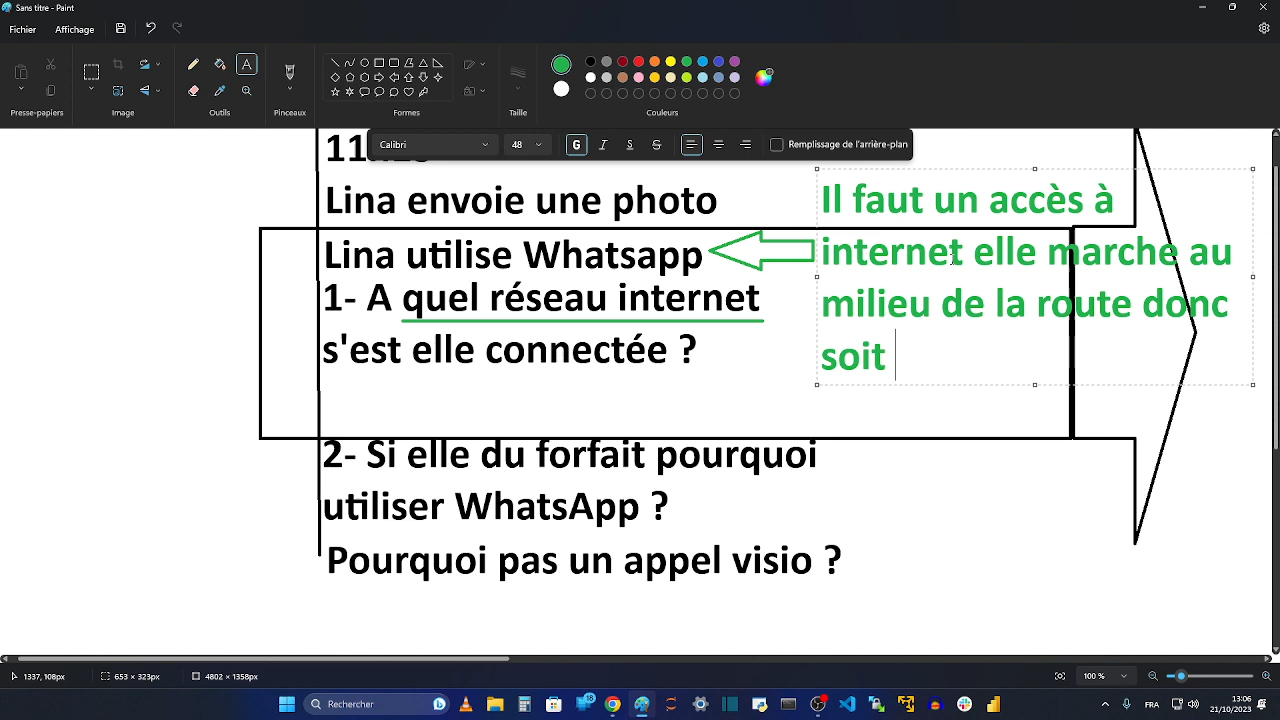 Sans titre - Paint
Fichier Affichage
Presse-papiers Image Outils Pinceaux Formes Taille Couleurs
Calibri 48 G I S S Remplissage de l'arrière-plan
Lina envoie une photo
Lina utilise Whatsapp
1- A quel réseau internet
s'est elle connectée ?
2- Si elle du forfait pourquoi
utiliser WhatsApp ?
Pourquoi pas un appel visio ?
Il faut un accès à
internet elle marche au
milieu de la route donc
soit
1302, 108px 653 × 332px 4802 × 1358px 100 %
Rechercher
FRA
13:06
21/10/2023